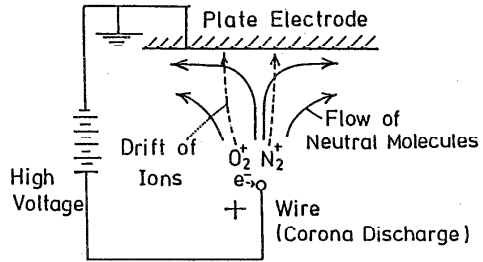 Plate Electrode
Flow of
Neutral Molecules
Drift of
Ions
O₂⁺ N₂⁺
e⁻
+
High
Voltage
Wire
(Corona Discharge)